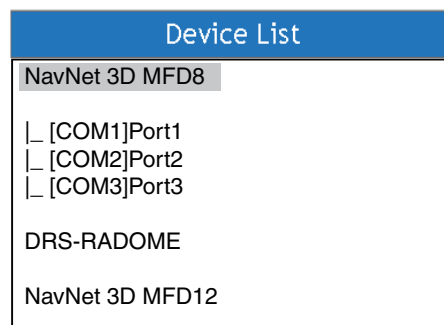 Device List
NavNet 3D MFD8
|_ [COM1]Port1
|_ [COM2]Port2
|_ [COM3]Port3
DRS-RADOME
NavNet 3D MFD12